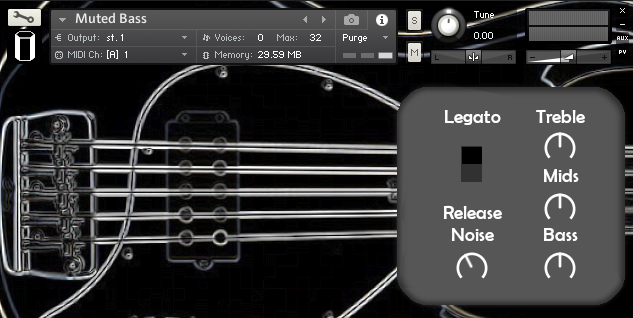 Muted Bass
Output: st. 1
Voices: 0 Max: 32
Purge
MIDI Ch: [A] 1
Memory: 29.59 MB
S
M
Tune
0.00
L
R
-
+
×
-
AUX
PV
Legato
Treble
Mids
Release
Noise
Bass